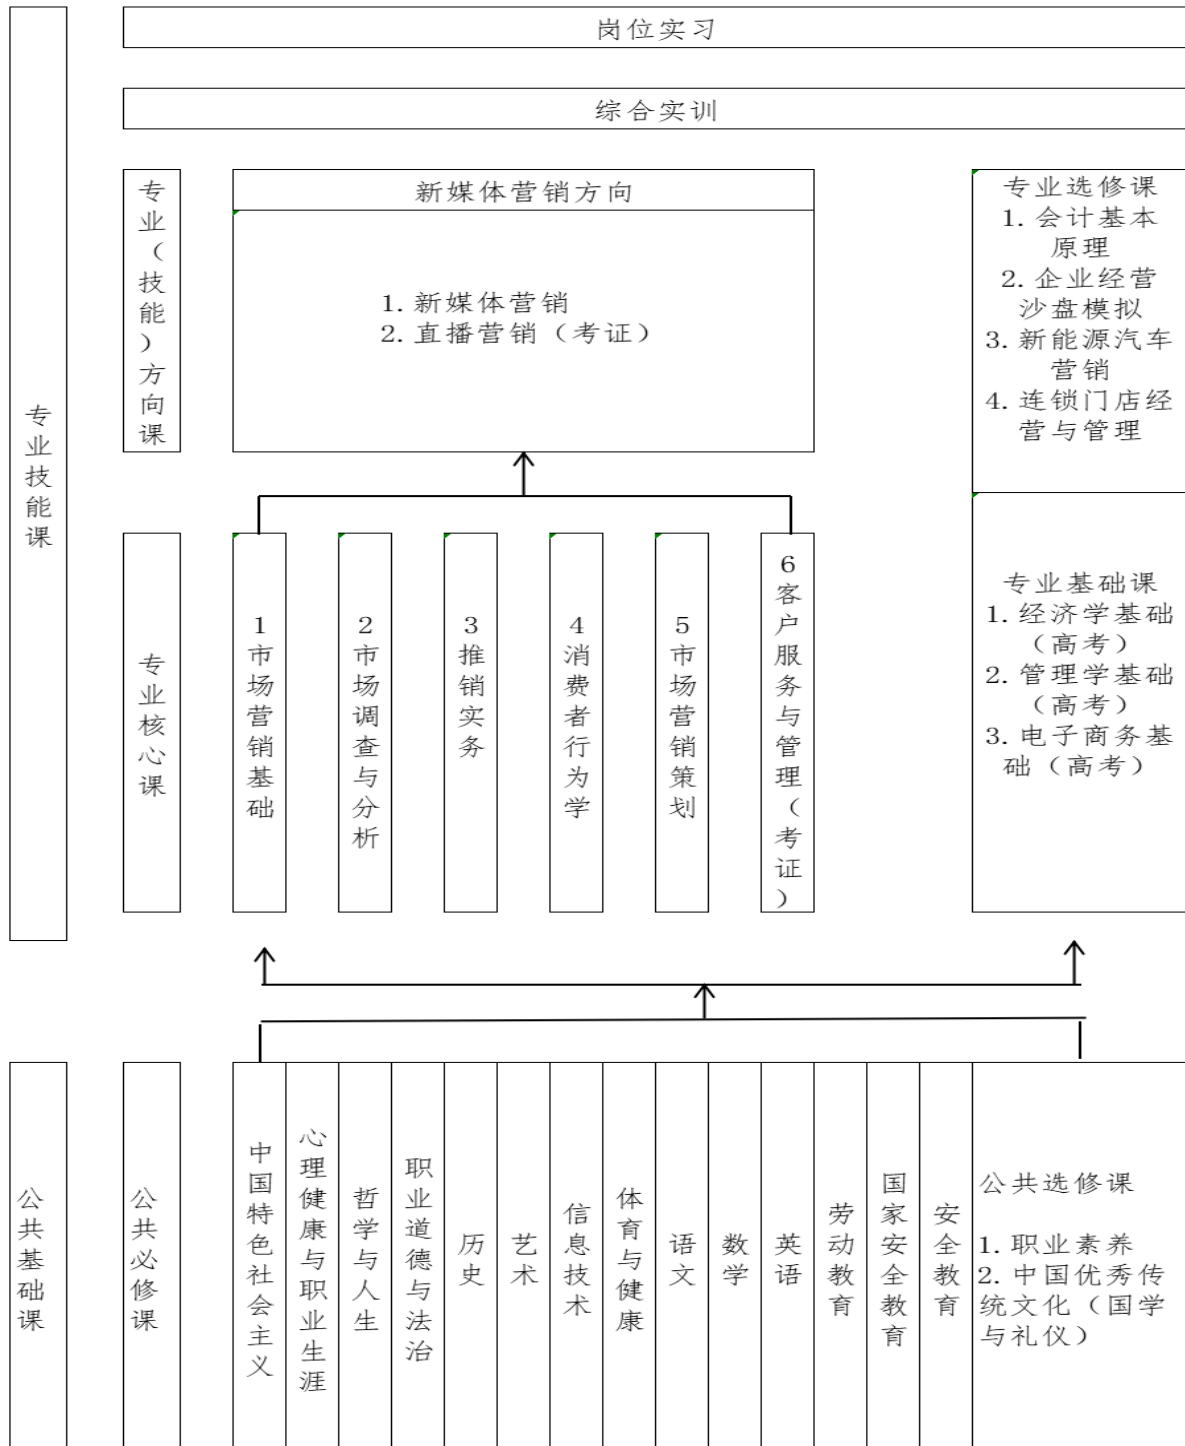 岗位实习
综合实训
专业技能课
专业（技能）方向课
新媒体营销方向
1.新媒体营销
2.直播营销（考证）
专业选修课
1.会计基本
原理
2.企业经营
沙盘模拟
3.新能源汽车
营销
4.连锁门店经
营与管理
专业核心课
1市场营销基础
2市场调查与分析
3推销实务
4消费者行为学
5市场营销策划
6客户服务与管理（考证）
专业基础课
1.经济学基础
（高考）
2.管理学基础
（高考）
3.电子商务基
础（高考）
公共基础课
公共必修课
中国特色社会主义
心理健康与职业生涯
哲学与人生
职业道德与法治
历史
艺术
信息技术
体育与健康
语文
数学
英语
劳动教育
国家安全教育
安全教育
公共选修课
1.职业素养
2.中国优秀传
统文化（国学
与礼仪）